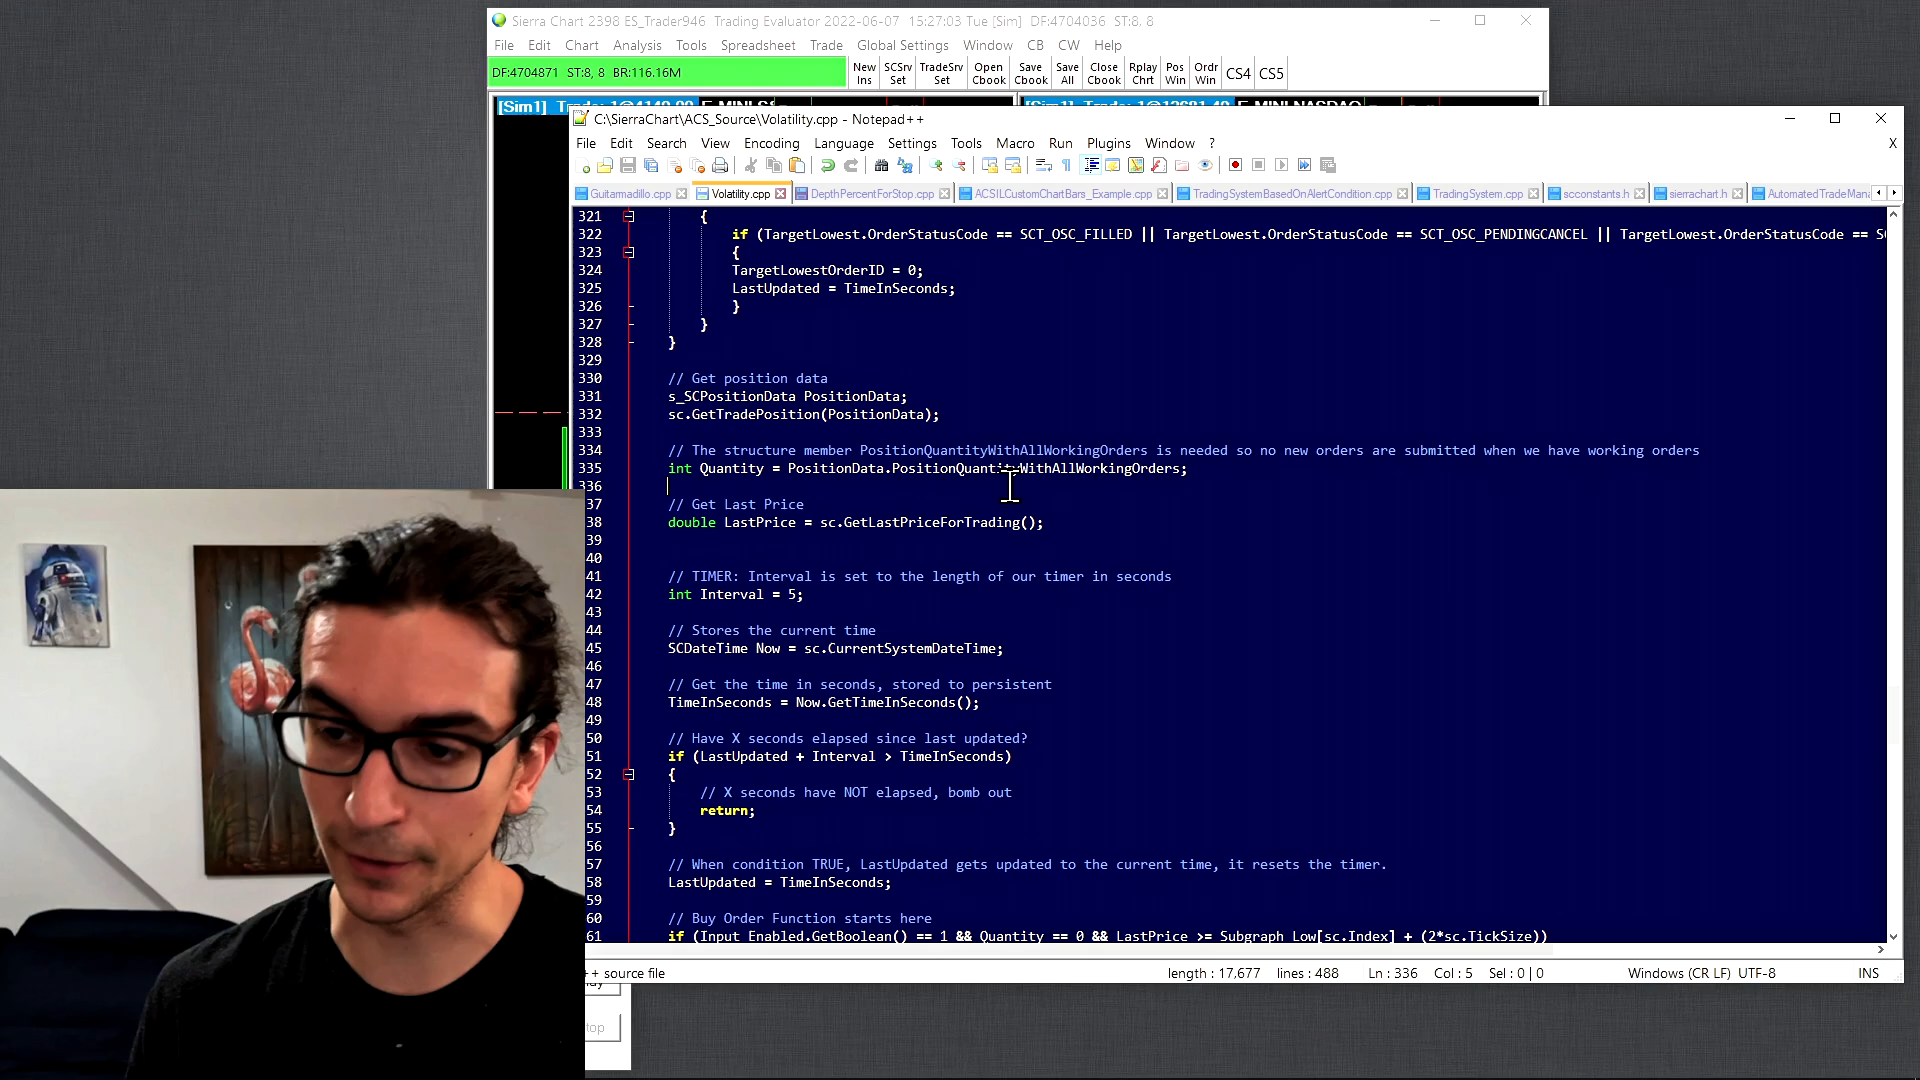 Sierra Chart 2398 ES_Trader946 Trading Evaluator 2022-06-07 15:27:03 Tue [Sim] DF:4704036 ST:8, 8
File Edit Chart Analysis Tools Spreadsheet Trade Global Settings Window CB CW Help
DF:4704871 ST:8, 8 BR:116.16M
New Ins
SCSrv Set
TradeSrv Set
Open Cbook
Save Cbook
Save All
Close Cbook
Rplay Chrt
Pos Win
Ordr Win
CS4
CS5
C:\SierraChart\ACS_Source\Volatility.cpp - Notepad++
File Edit Search View Encoding Language Settings Tools Macro Run Plugins Window ?
X
Guitarmadillo.cpp Volatility.cpp DepthPercentForStop.cpp ACSILCustomChartBars_Example.cpp TradingSystemBasedOnAlertCondition.cpp TradingSystem.cpp scconstants.h sierrachart.h AutomatedTradeMana
321 {
322 if (TargetLowest.OrderStatusCode == SCT_OSC_FILLED || TargetLowest.OrderStatusCode == SCT_OSC_PENDINGCANCEL || TargetLowest.OrderStatusCode == S
323 {
324 TargetLowestOrderID = 0;
325 LastUpdated = TimeInSeconds;
326 }
327 }
328 }
329
330 // Get position data
331 s_SCPositionData PositionData;
332 sc.GetTradePosition(PositionData);
333
334 // The structure member PositionQuantityWithAllWorkingOrders is needed so no new orders are submitted when we have working orders
335 int Quantity = PositionData.PositionQuantityWithAllWorkingOrders;
336
37 // Get Last Price
38 double LastPrice = sc.GetLastPriceForTrading();
39
40
41 // TIMER: Interval is set to the length of our timer in seconds
42 int Interval = 5;
43
44 // Stores the current time
45 SCDateTime Now = sc.CurrentSystemDateTime;
46
47 // Get the time in seconds, stored to persistent
48 TimeInSeconds = Now.GetTimeInSeconds();
49
50 // Have X seconds elapsed since last updated?
51 if (LastUpdated + Interval > TimeInSeconds)
52 {
53 // X seconds have NOT elapsed, bomb out
54 return;
55 }
56
57 // When condition TRUE, LastUpdated gets updated to the current time, it resets the timer.
58 LastUpdated = TimeInSeconds;
59
60 // Buy Order Function starts here
61 if (Input_Enabled.GetBoolean() == 1 && Quantity == 0 && LastPrice >= Subgraph_Low[sc.Index] + (2*sc.TickSize))
++ source file length : 17,677 lines : 488 Ln : 336 Col : 5 Sel : 0 | 0 Windows (CR LF) UTF-8 INS